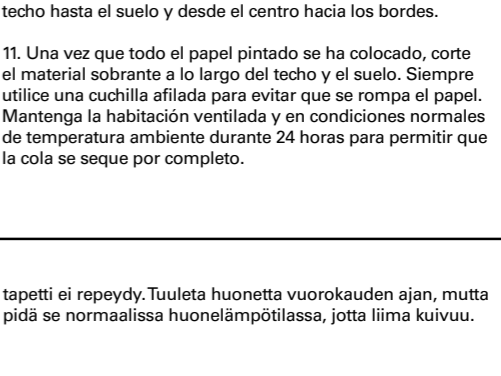 techo hasta el suelo y desde el centro hacia los bordes.
11. Una vez que todo el papel pintado se ha colocado, corte
el material sobrante a lo largo del techo y el suelo. Siempre
utilice una cuchilla afilada para evitar que se rompa el papel.
Mantenga la habitación ventilada y en condiciones normales
de temperatura ambiente durante 24 horas para permitir que
la cola se seque por completo.
tapetti ei repeydy. Tuuleta huonetta vuorokauden ajan, mutta
pidä se normaalissa huonelämpötilassa, jotta liima kuivuu.